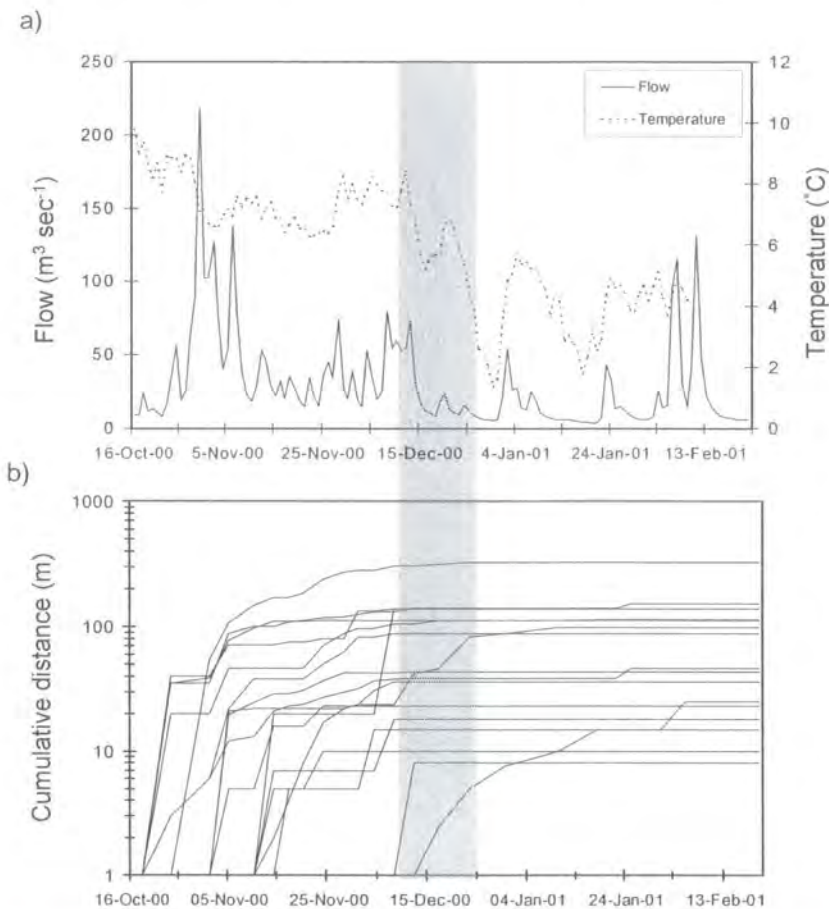 a)
250
200
150
100
50
0
Flow (m³ sec⁻¹)
12
10
8
6
4
2
0
Temperature (˚C)
Flow
Temperature
16-Oct-00 5-Nov-00 25-Nov-00 15-Dec-00 4-Jan-01 24-Jan-01 13-Feb-01
b)
1000
100
10
1
Cumulative distance (m)
16-Oct-00 05-Nov-00 25-Nov-00 15-Dec-00 04-Jan-01 24-Jan-01 13-Feb-01